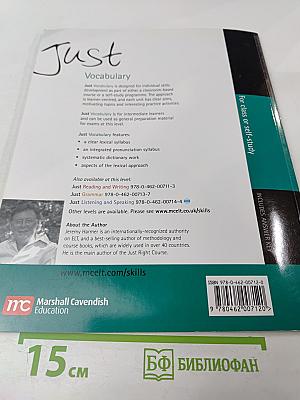 Just
Vocabulary
Just Vocabulary is designed for individual skills
development as part of either a classroom-based
course or a self-study programme. The approach
is learner-centred, and each unit has clear aims,
motivating topics and interesting practice activities.
Just Vocabulary is for intermediate learners
and can be used as general preparation material
for exams at this level.
Just Vocabulary features:
• a clear lexical syllabus
• an integrated pronunciation syllabus
• systematic dictionary work
• aspects of the lexical approach
Also available at this level:
Just Reading and Writing 978-0-462-00711-3
Just Grammar 978-0-462-00713-7
Just Listening and Speaking 978-0-462-00714-4
Other levels are available. Please see www.mcelt.co.uk/skills
About the Author
Jeremy Harmer is an internationally-recognized authority
on ELT, and a best-selling author of methodology and
course books, which are widely used in over 40 countries.
He is the main author of the Just Right Course.
www.mcelt.com/skills
For class or self-study
INCLUDES ANSWER KEY
mc Marshall Cavendish
Education
ISBN 978-0-462-00712-0
9 780462 007120 >
15 см
БФ БИБЛИОФАН